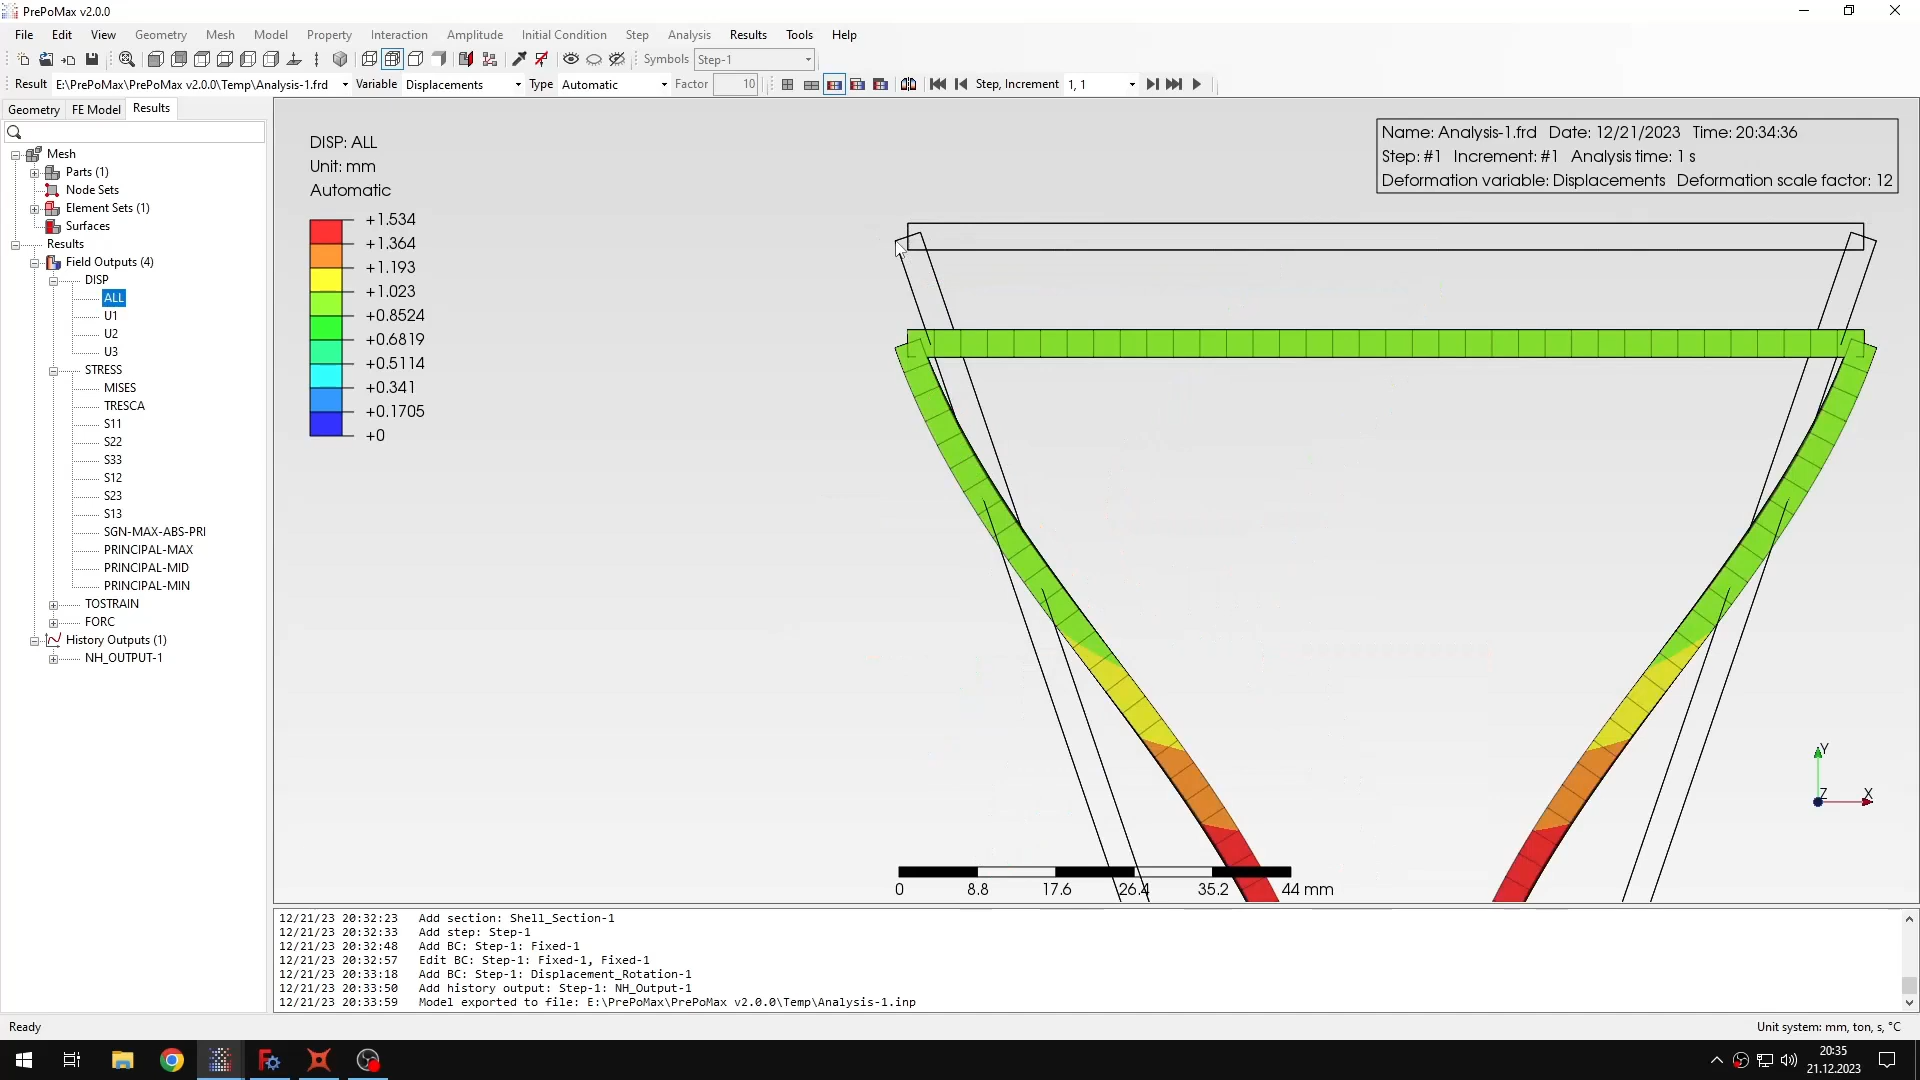 PrePoMax v2.0.0
File Edit View Geometry Mesh Model Property Interaction Amplitude Initial Condition Step Analysis Results Tools Help
Symbols Step-1
Result E:\PrePoMax\PrePoMax v2.0.0\Temp\Analysis-1.frd Variable Displacements Type Automatic Factor 10 Step, Increment 1, 1
Geometry FE Model Results
Mesh
Parts (1)
Node Sets
Element Sets (1)
Surfaces
Results
Field Outputs (4)
DISP
ALL
U1
U2
U3
STRESS
MISES
TRESCA
S11
S22
S33
S12
S23
S13
SGN-MAX-ABS-PRI
PRINCIPAL-MAX
PRINCIPAL-MID
PRINCIPAL-MIN
TOSTRAIN
FORC
History Outputs (1)
NH_OUTPUT-1
DISP: ALL
Unit: mm
Automatic
+1.534
+1.364
+1.193
+1.023
+0.8524
+0.6819
+0.5114
+0.341
+0.1705
+0
Name: Analysis-1.frd Date: 12/21/2023 Time: 20:34:36
Step: #1 Increment: #1 Analysis time: 1 s
Deformation variable: Displacements Deformation scale factor: 12
Y
Z X
0 8.8 17.6 26.4 35.2 44 mm
12/21/23 20:32:23 Add section: Shell_Section-1
12/21/23 20:32:33 Add step: Step-1
12/21/23 20:32:48 Add BC: Step-1: Fixed-1
12/21/23 20:32:57 Edit BC: Step-1: Fixed-1, Fixed-1
12/21/23 20:33:18 Add BC: Step-1: Displacement_Rotation-1
12/21/23 20:33:50 Add history output: Step-1: NH_Output-1
12/21/23 20:33:59 Model exported to file: E:\PrePoMax\PrePoMax v2.0.0\Temp\Analysis-1.inp
Ready
Unit system: mm, ton, s, °C
20:35
21.12.2023